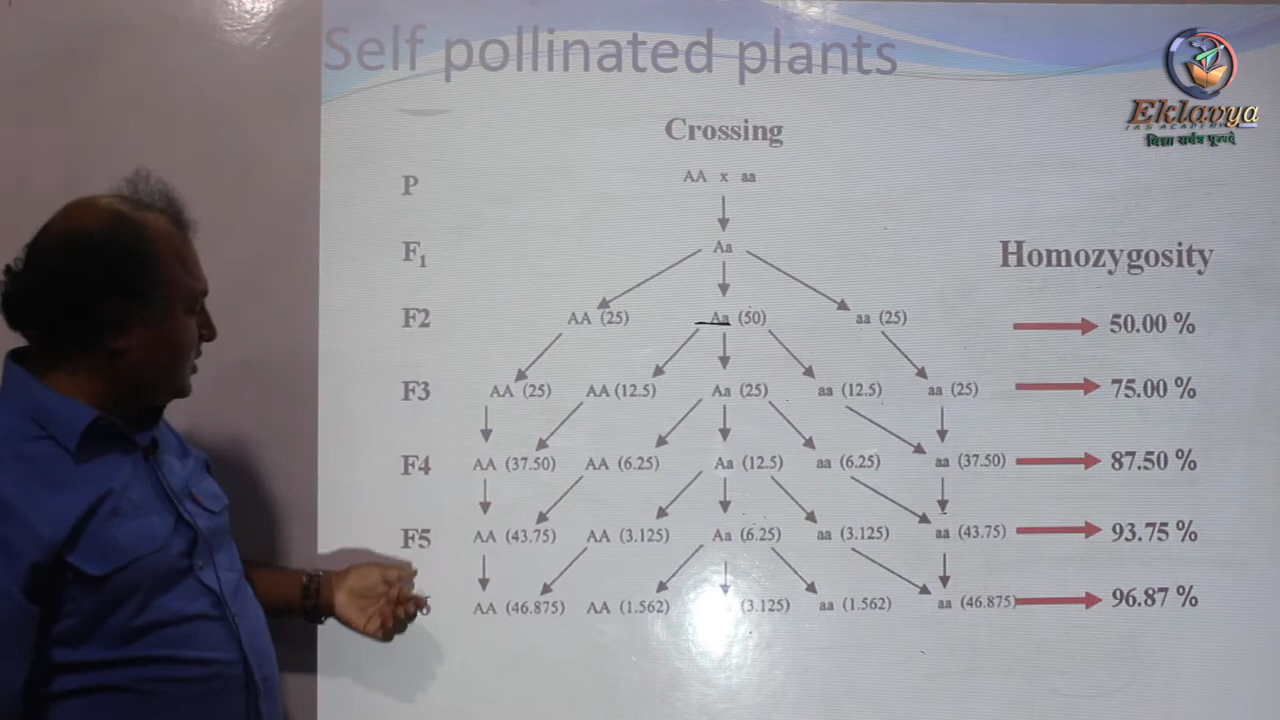 Self pollinated plants
Eklavya
IAS ACADEMY
विद्या सर्वत्र पूज्यते
Crossing
P AA x aa
F1 Aa Homozygosity
F2 AA (25) Aa (50) aa (25) 50.00 %
F3 AA (25) AA (12.5) Aa (25) aa (12.5) aa (25) 75.00 %
F4 AA (37.50) AA (6.25) Aa (12.5) aa (6.25) aa (37.50) 87.50 %
F5 AA (43.75) AA (3.125) Aa (6.25) aa (3.125) aa (43.75) 93.75 %
AA (46.875) AA (1.562) (3.125) aa (1.562) aa (46.875) 96.87 %